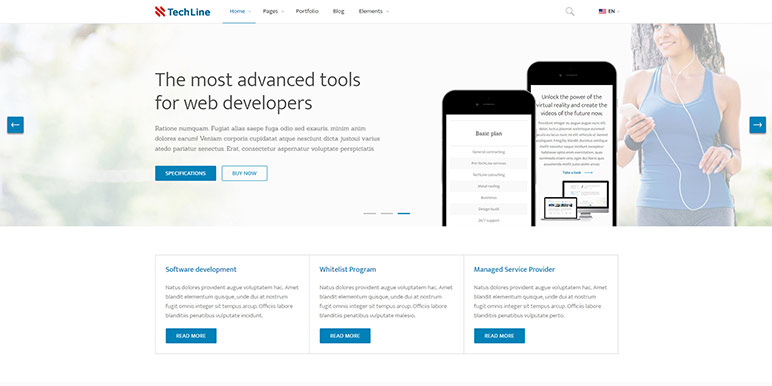 TechLine
Home
Pages
Portfolio
Blog
Elements
EN
The most advanced tools
for web developers
Ratione numquam. Fugiat alias saepe fuga odio sed exauris, minim anim
dolores earum! Veniam corporis cupidatat atque nesciunt dicta justout varius
atedo pariatur senectus. Erat, consectetur aspernatur voluptate perspiciatis.
SPECIFICATIONS
BUY NOW
Basic plan
General contracting
Pre-TechLine services
TechLine consulting
Metal roofing
Business
Design-build
24/7 support
Unlock the power of the
virtual reality and create the
videos of the future now.
Take a look
Software development
Natus dolores provident augue voluptatem hac. Amet
blandit elementum quisque, unde dui at nostrum
fugit omnis integer sit tempus arcup. Officiis labore
blanditiis penatibus vulputate incidunt.
READ MORE
Whitelist Program
Natus dolores provident augue voluptatem hac. Amet
blandit elementum quisque, unde dui at nostrum
fugit omnis integer sit tempus arcup. Officiis labore
blanditiis penatibus vulputate malesio.
READ MORE
Managed Service Provider
Natus dolores provident augue voluptatem hac. Amet
blandit elementum quisque, unde dui at nostrum
fugit omnis integer sit tempus arcup. Officiis labore
blanditiis penatibus vulputate perto.
READ MORE